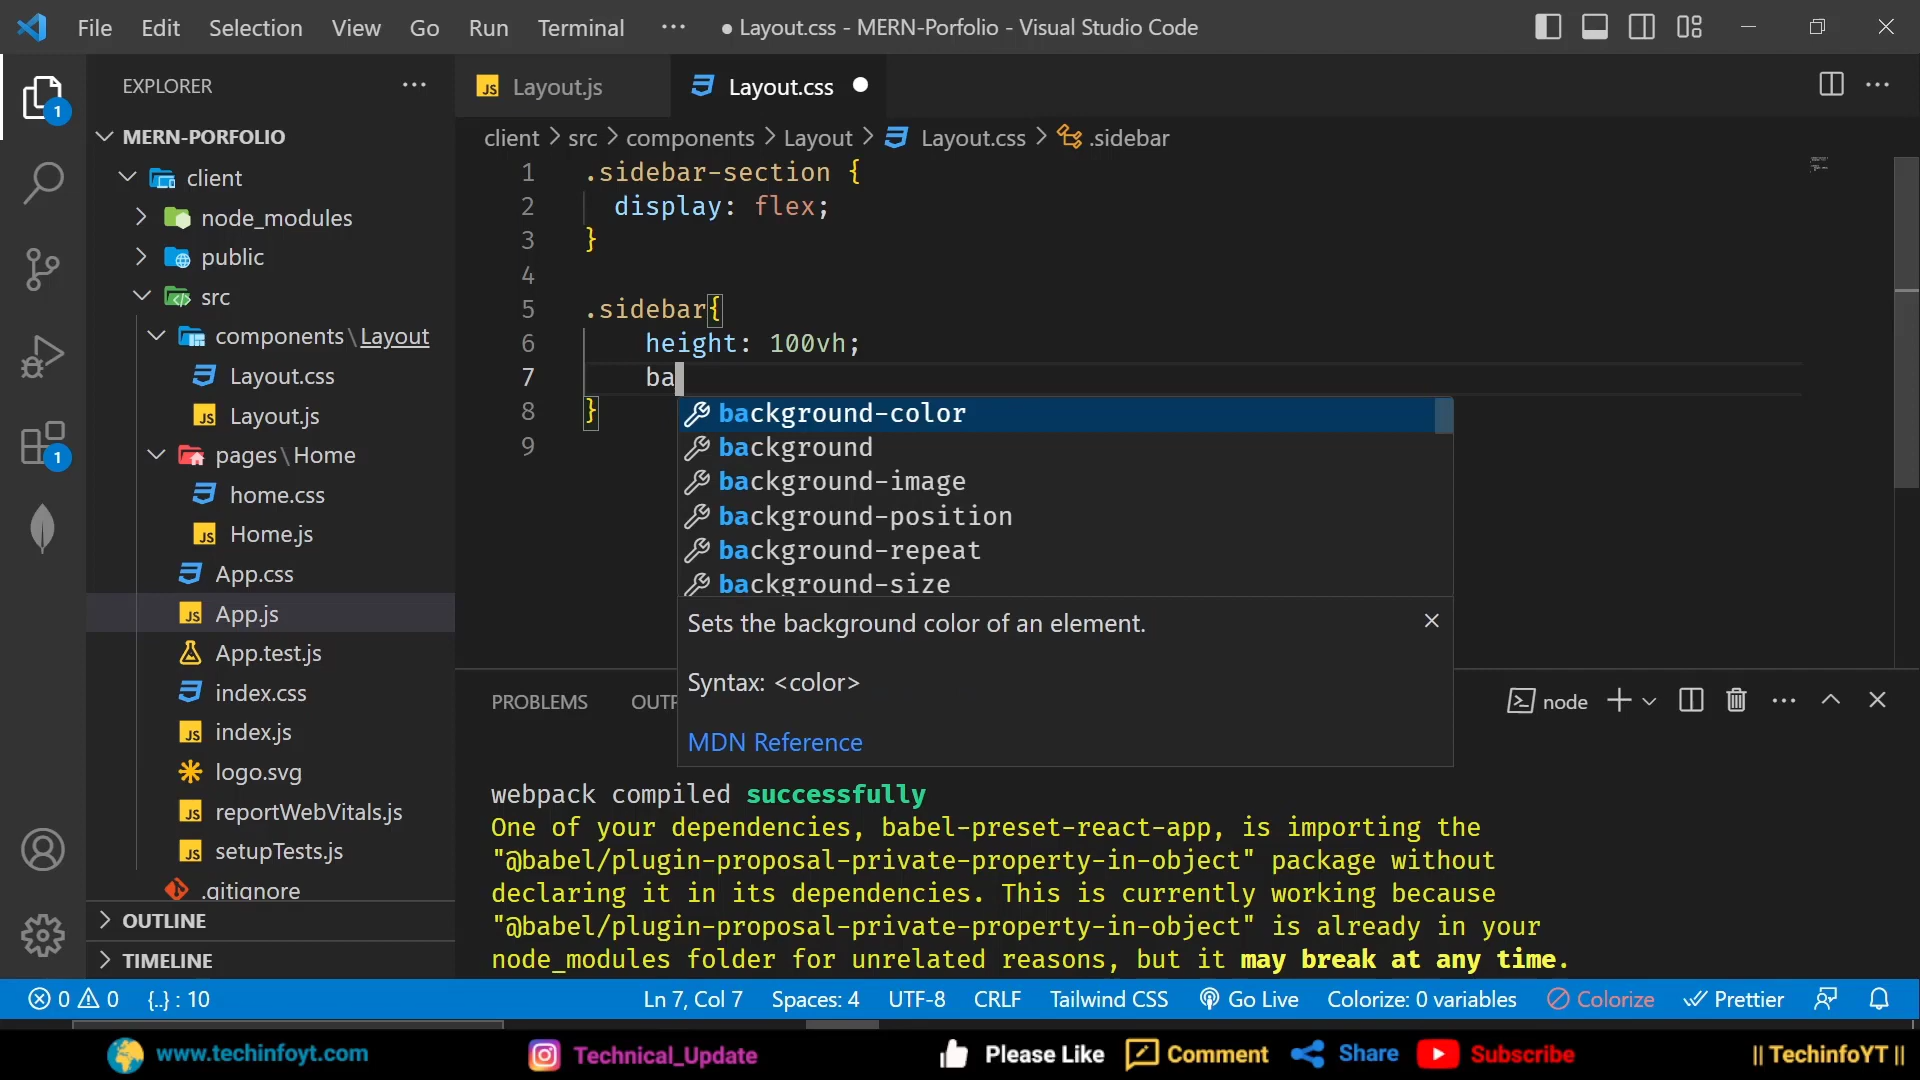 File Edit Selection View Go Run Terminal ··· ● Layout.css - MERN-Porfolio - Visual Studio Code
EXPLORER ···
MERN-PORFOLIO
client
node_modules
public
src
components\Layout
Layout.css
Layout.js
pages\Home
home.css
Home.js
App.css
App.js
App.test.js
index.css
index.js
logo.svg
reportWebVitals.js
setupTests.js
.gitignore
OUTLINE
TIMELINE
1
1
Layout.js Layout.css
client > src > components > Layout > Layout.css > .sidebar
1 .sidebar-section {
2 display: flex;
3 }
4
5 .sidebar{
6 height: 100vh;
7 ba
8 }
9
background-color
background
background-image
background-position
background-repeat
background-size
Sets the background color of an element.
Syntax: <color>
MDN Reference
PROBLEMS OUTP node
webpack compiled successfully
One of your dependencies, babel-preset-react-app, is importing the
"@babel/plugin-proposal-private-property-in-object" package without
declaring it in its dependencies. This is currently working because
"@babel/plugin-proposal-private-property-in-object" is already in your
node_modules folder for unrelated reasons, but it may break at any time.
0 0 {..} : 10 Ln 7, Col 7 Spaces: 4 UTF-8 CRLF Tailwind CSS Go Live Colorize: 0 variables Colorize Prettier
www.techinfoyt.com Technical_Update Please Like Comment Share Subscribe || TechinfoYT ||